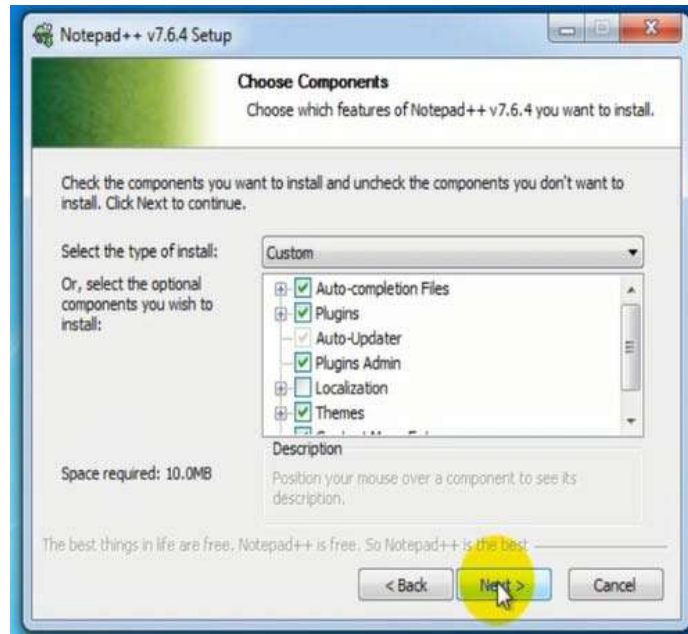 Notepad++ v7.6.4 Setup
Choose Components
Choose which features of Notepad++ v7.6.4 you want to install.
Check the components you want to install and uncheck the components you don't want to
install. Click Next to continue.
Select the type of install:
Custom
Or, select the optional
components you wish to
install:
Auto-completion Files
Plugins
Auto-Updater
Plugins Admin
Localization
Themes
Space required: 10.0MB
Description
Position your mouse over a component to see its
description.
The best things in life are free. Notepad++ is free. So Notepad++ is the best
< Back
Next >
Cancel